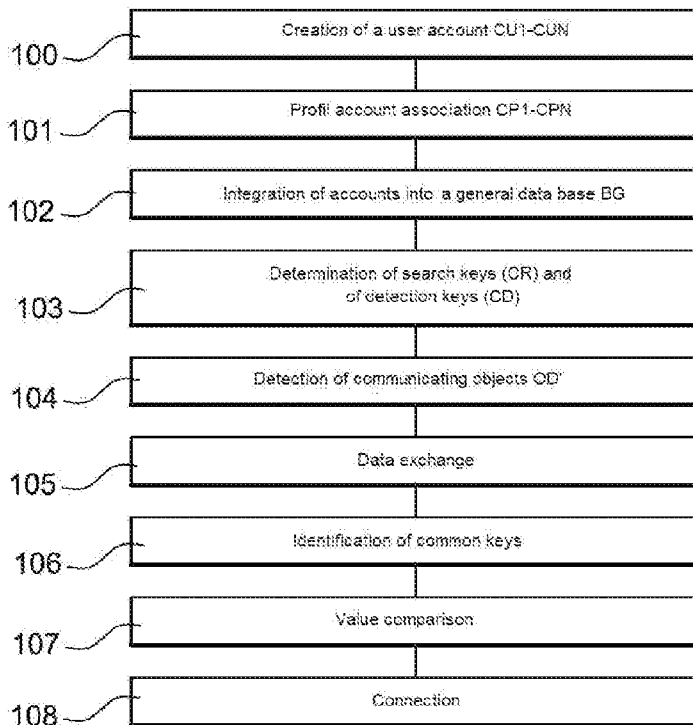 Creation of a user account CU1-CUN
100
Profil account association CP1-CPN
101
Integration of accounts into a general data base BG
102
Determination of search keys (CR) and
of detection keys (CD)
103
Detection of communicating objects OD'
104
Data exchange
105
Identification of common keys
106
Value comparison
107
Connection
108